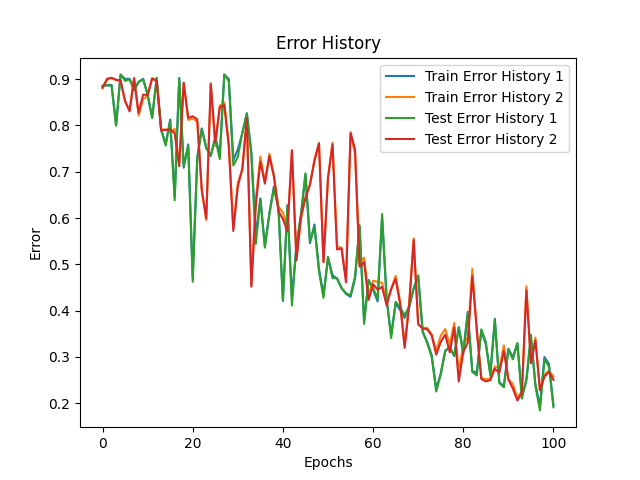 Error History
Train Error History 1
Train Error History 2
Test Error History 1
Test Error History 2
Error
0.9
0.8
0.7
0.6
0.5
0.4
0.3
0.2
0
20
40
60
80
100
Epochs